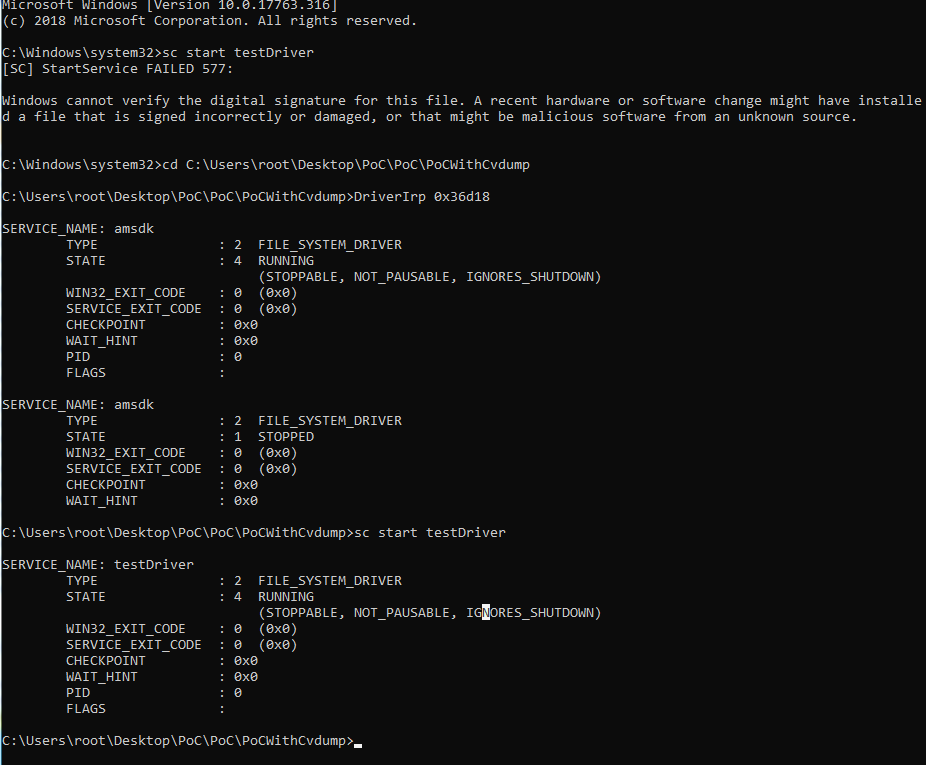 Microsoft Windows [Version 10.0.17763.316]
(c) 2018 Microsoft Corporation. All rights reserved.
C:\Windows\system32>sc start testDriver
[SC] StartService FAILED 577:
Windows cannot verify the digital signature for this file. A recent hardware or software change might have installe
d a file that is signed incorrectly or damaged, or that might be malicious software from an unknown source.
C:\Windows\system32>cd C:\Users\root\Desktop\PoC\PoC\PoCWithCvdump
C:\Users\root\Desktop\PoC\PoC\PoCWithCvdump>DriverIrp 0x36d18
SERVICE_NAME: amsdk
TYPE : 2 FILE_SYSTEM_DRIVER
STATE : 4 RUNNING
(STOPPABLE, NOT_PAUSABLE, IGNORES_SHUTDOWN)
WIN32_EXIT_CODE : 0 (0x0)
SERVICE_EXIT_CODE : 0 (0x0)
CHECKPOINT : 0x0
WAIT_HINT : 0x0
PID : 0
FLAGS :
SERVICE_NAME: amsdk
TYPE : 2 FILE_SYSTEM_DRIVER
STATE : 1 STOPPED
WIN32_EXIT_CODE : 0 (0x0)
SERVICE_EXIT_CODE : 0 (0x0)
CHECKPOINT : 0x0
WAIT_HINT : 0x0
C:\Users\root\Desktop\PoC\PoC\PoCWithCvdump>sc start testDriver
SERVICE_NAME: testDriver
TYPE : 2 FILE_SYSTEM_DRIVER
STATE : 4 RUNNING
(STOPPABLE, NOT_PAUSABLE, IGNORES_SHUTDOWN)
WIN32_EXIT_CODE : 0 (0x0)
SERVICE_EXIT_CODE : 0 (0x0)
CHECKPOINT : 0x0
WAIT_HINT : 0x0
PID : 0
FLAGS :
C:\Users\root\Desktop\PoC\PoC\PoCWithCvdump>